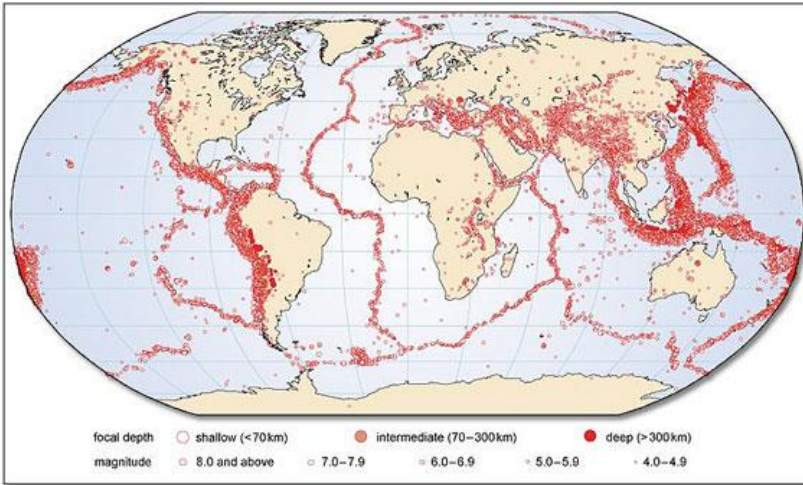 focal depth shallow (<70km) intermediate (70–300km) deep (>300km)
magnitude 8.0 and above 7.0–7.9 6.0–6.9 5.0–5.9 4.0–4.9